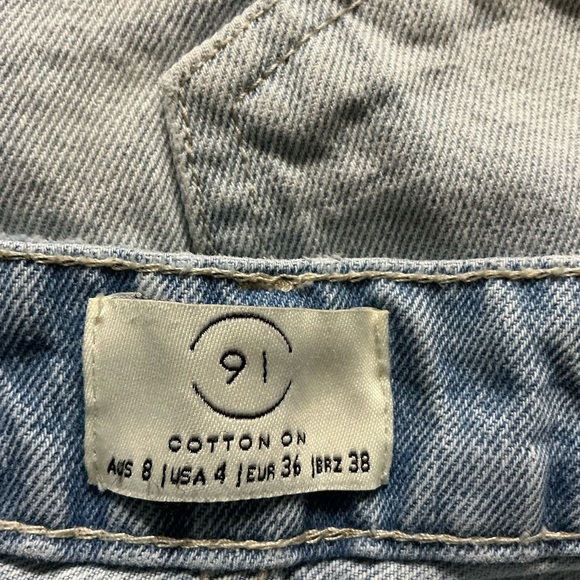 91
COTTON ON
AUS 8 | USA 4 | EUR 36 | BRZ 38